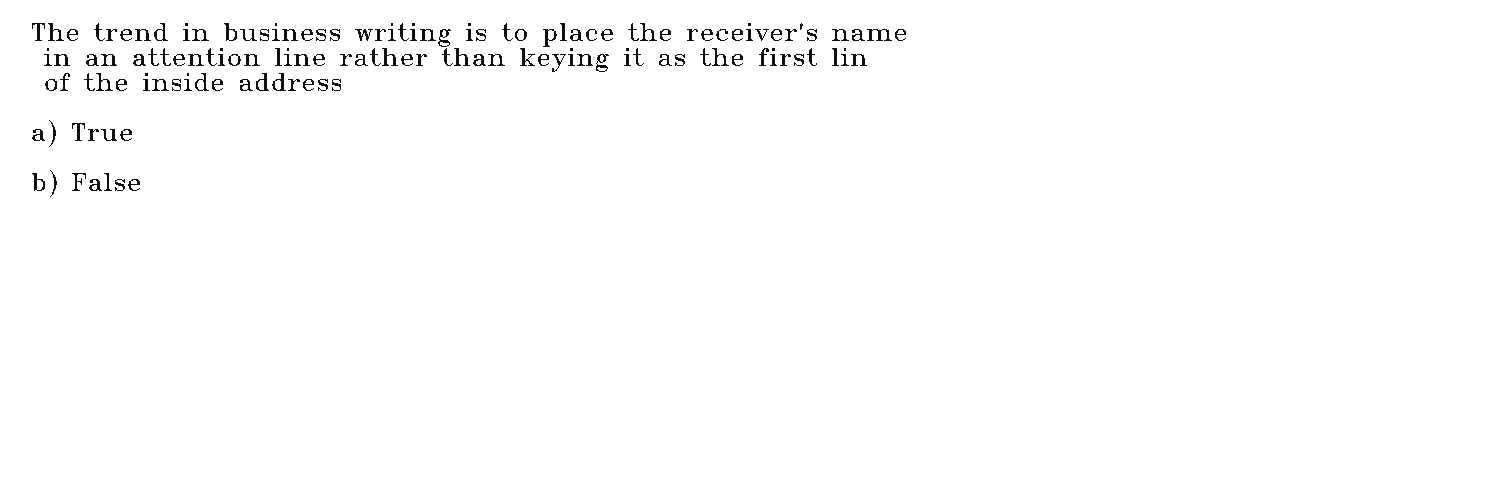 The trend in business writing is to place the receiver's name
in an attention line rather than keying it as the first lin
of the inside address
a) True
b) False